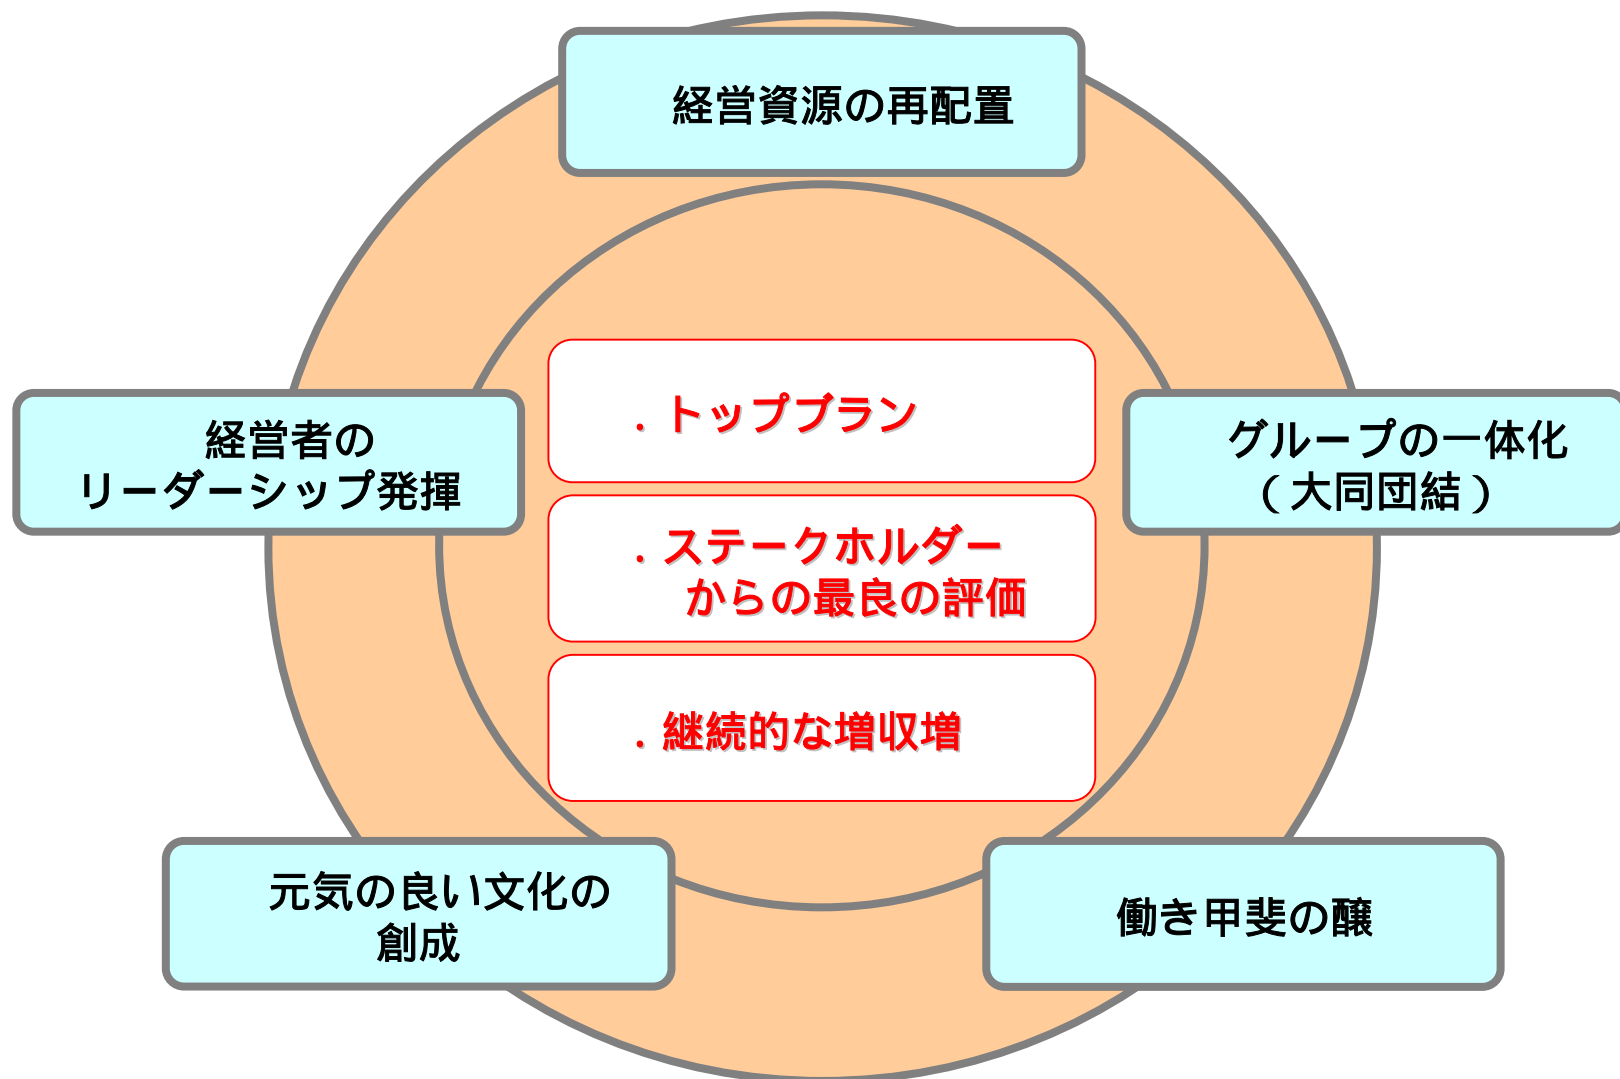 経営資源の再配置
経営者の
リーダーシップ発揮
グループの一体化
（大同団結）
．トップブラン
．ステークホルダー
からの最良の評価
．継続的な増収増
元気の良い文化の
創成
働き甲斐の醸